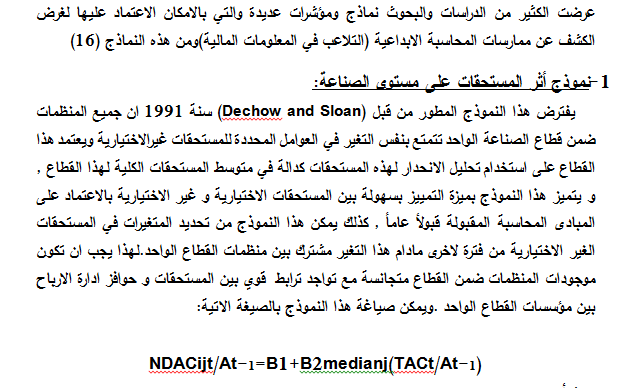 عرضت الكثير من الدراسات والبحوث نماذج ومؤشرات عديدة والتي بالامكان الاعتماد عليها لغرض
الكشف عن ممارسات المحاسبة الابداعية (التلاعب في المعلومات المالية)ومن هذه النماذج (16)
1-نموذج أثر المستحقات على مستوى الصناعة:
يفترض هذا النموذج المطور من قبل (Dechow and Sloan) سنة 1991 ان جميع المنظمات
ضمن قطاع الصناعة الواحد تتمتع بنفس التغير في العوامل المحددة للمستحقات غيرالاختيارية ويعتمد هذا
القطاع على استخدام تحليل الانحدار لهذه المستحقات كدالة في متوسط المستحقات الكلية لهذا القطاع ,
و يتميز هذا النموذج بميزة التمييز بسهولة بين المستحقات الاختيارية و غير الاختيارية بالاعتماد على
المبادى المحاسبة المقبولة قبولاً عاماً , كذلك يمكن هذا النموذج من تحديد المتغيرات في المستحقات
الغير الاختيارية من فترة لاخرى مادام هذا التغير مشترك بين منظمات القطاع الواحد.لهذا يجب ان تكون
موجودات المنظمات ضمن القطاع متجانسة مع تواجد ترابط قوي بين المستحقات و حوافز ادارة الارباح
بين مؤسسات القطاع الواحد .ويمكن صياغة هذا النموذج بالصيغة الاتية:
NDACijt/At−1=B1+B2medianj(TACt/At−1)